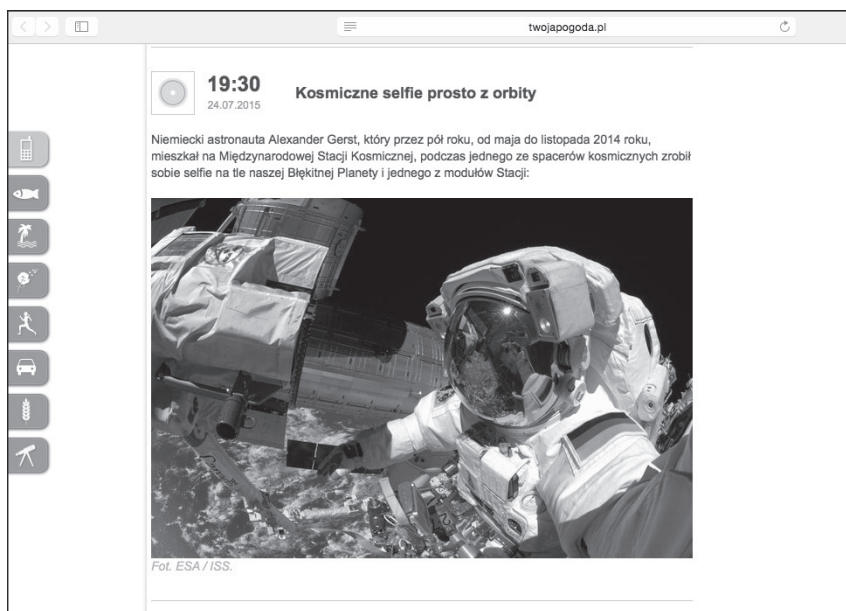 twojapogoda.pl
19:30
24.07.2015
Kosmiczne selfie prosto z orbity
Niemiecki astronauta Alexander Gerst, który przez pół roku, od maja do listopada 2014 roku,
mieszkał na Międzynarodowej Stacji Kosmicznej, podczas jednego ze spacerów kosmicznych zrobił
sobie selfie na tle naszej Błękitnej Planety i jednego z modułów Stacji:
Fot. ESA / ISS.